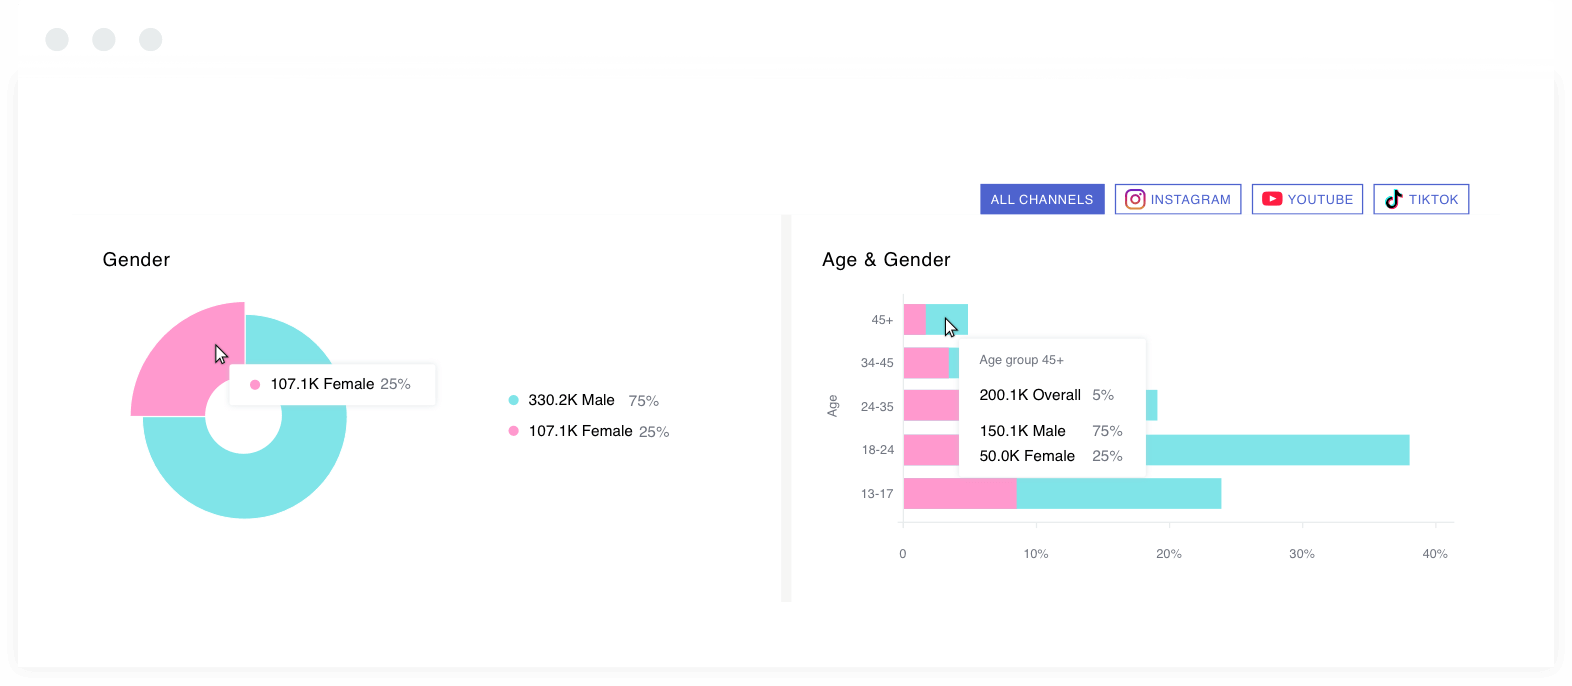 ALL CHANNELS
INSTAGRAM
YOUTUBE
TIKTOK
Gender
107.1K Female 25%
330.2K Male 75%
107.1K Female 25%
Age & Gender
Age
45+
34-45
24-35
18-24
13-17
Age group 45+
200.1K Overall 5%
150.1K Male 75%
50.0K Female 25%
0 10% 20% 30% 40%